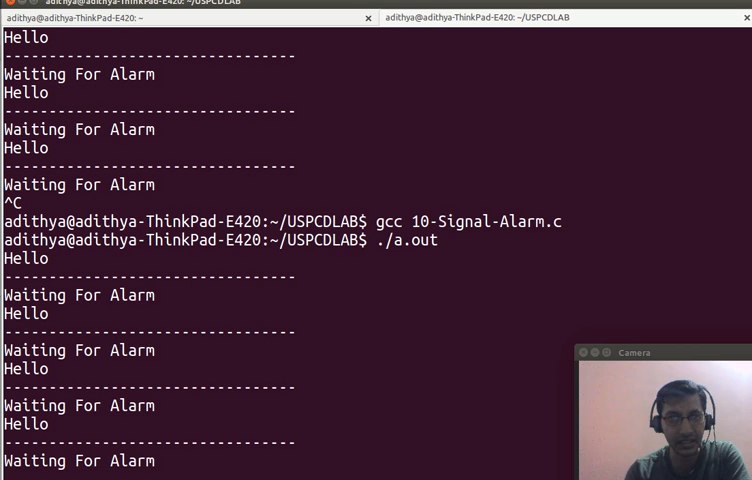 adithya@adithya-ThinkPad-E420: ~/USPCDLAB
adithya@adithya-ThinkPad-E420: ~
adithya@adithya-ThinkPad-E420: ~/USPCDLAB
Hello
--------------------------------
Waiting For Alarm
Hello
--------------------------------
Waiting For Alarm
Hello
--------------------------------
Waiting For Alarm
^C
adithya@adithya-ThinkPad-E420:~/USPCDLAB$ gcc 10-Signal-Alarm.c
adithya@adithya-ThinkPad-E420:~/USPCDLAB$ ./a.out
Hello
--------------------------------
Waiting For Alarm
Hello
--------------------------------
Waiting For Alarm
Hello
--------------------------------
Waiting For Alarm
Hello
--------------------------------
Waiting For Alarm
Camera